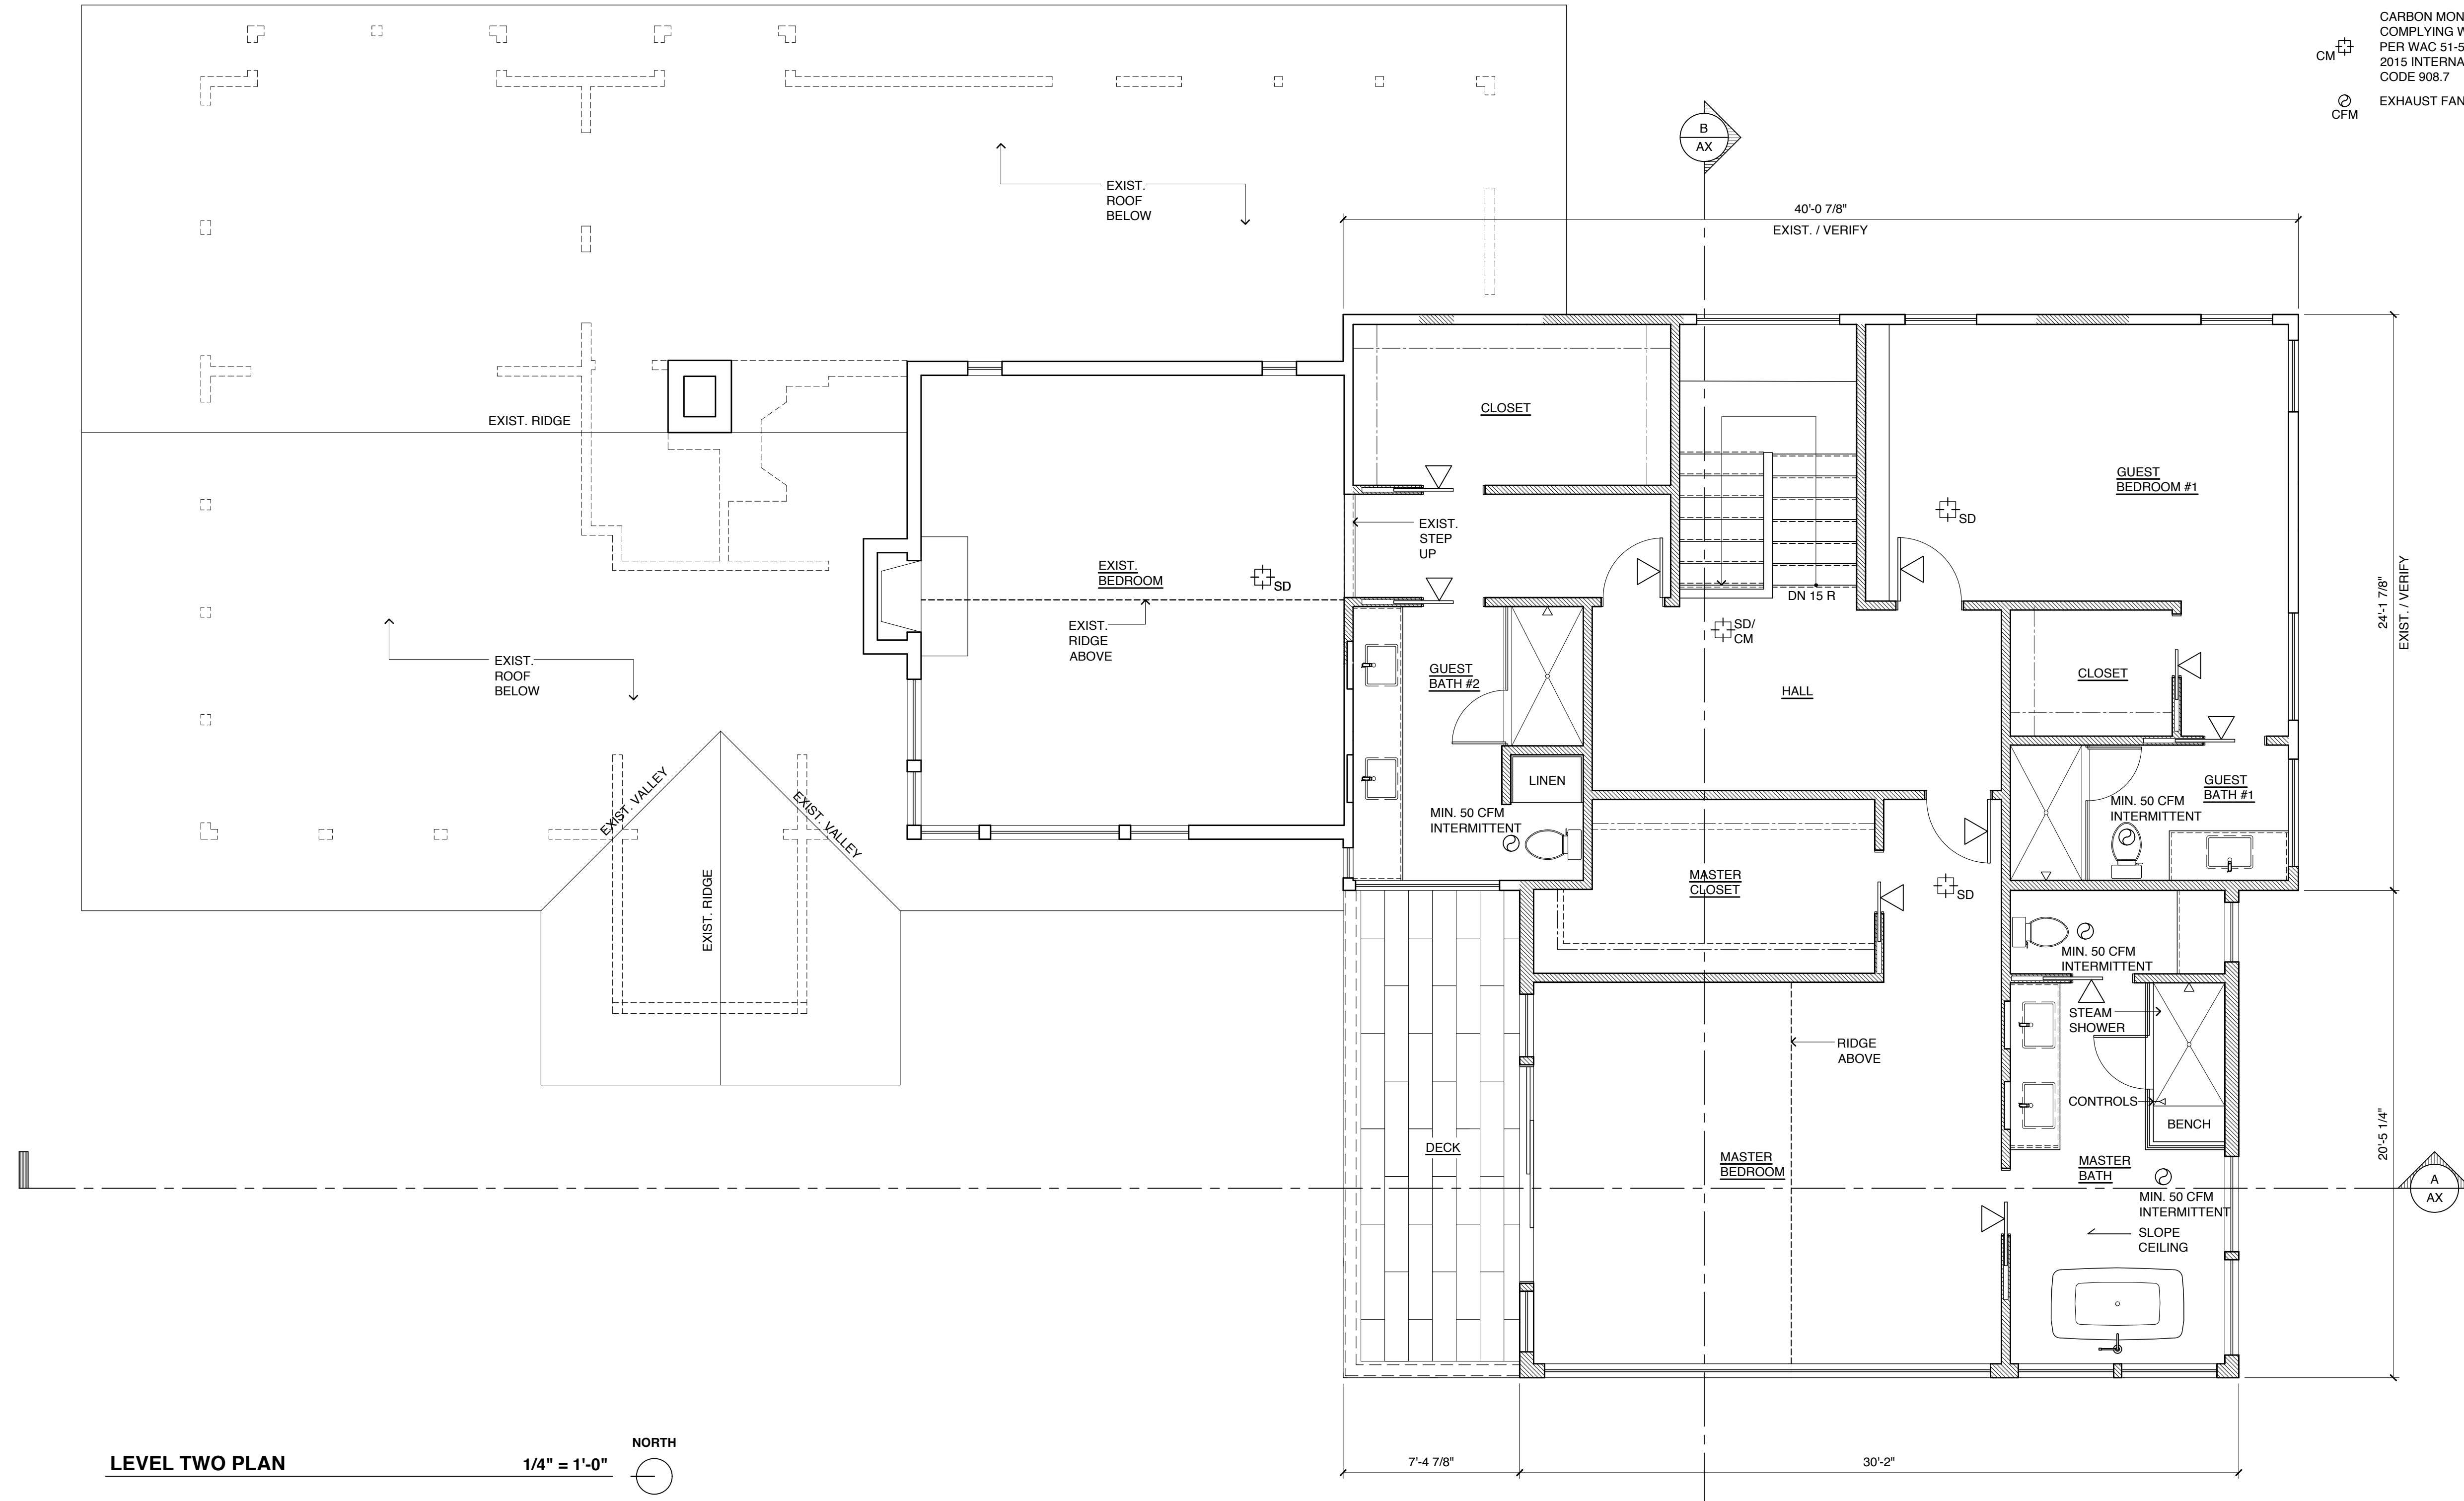 CARBON MON
COMPLYING W
CM
PER WAC 51-5
2015 INTERNA
CODE 908.7
EXHAUST FAN
CFM
B
AX
EXIST.
ROOF
BELOW
40'-0 7/8"
EXIST. / VERIFY
EXIST. RIDGE
CLOSET
GUEST
BEDROOM #1
SD
EXIST.
STEP
UP
EXIST.
BEDROOM
SD
DN 15 R
24'-1 7/8"
EXIST. / VERIFY
EXIST.
RIDGE
ABOVE
SD/
CM
EXIST.
ROOF
BELOW
GUEST
BATH #2
HALL
CLOSET
LINEN
GUEST
BATH #1
MIN. 50 CFM
INTERMITTENT
MIN. 50 CFM
INTERMITTENT
EXIST. VALLEY
EXIST. VALLEY
EXIST. RIDGE
MASTER
CLOSET
SD
MIN. 50 CFM
INTERMITTENT
STEAM
SHOWER
RIDGE
ABOVE
CONTROLS
BENCH
20'-5 1/4"
DECK
MASTER
BEDROOM
MASTER
BATH
A
AX
MIN. 50 CFM
INTERMITTENT
SLOPE
CEILING
NORTH
LEVEL TWO PLAN
1/4" = 1'-0"
7'-4 7/8"
30'-2"